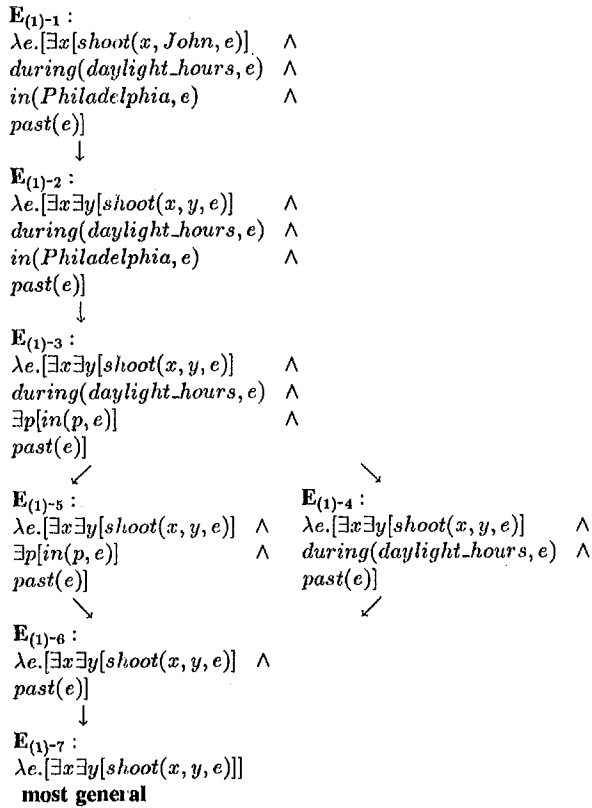 E(1)-1 :
λe.[∃x[shoot(x, John, e)] ∧
during(daylight_hours, e) ∧
in(Philadelphia, e) ∧
past(e)]
↓
E(1)-2 :
λe.[∃x∃y[shoot(x, y, e)] ∧
during(daylight_hours, e) ∧
in(Philadelphia, e) ∧
past(e)]
↓
E(1)-3 :
λe.[∃x∃y[shoot(x, y, e)] ∧
during(daylight_hours, e) ∧
∃p[in(p, e)] ∧
past(e)]
↙ ↘
E(1)-5 :
λe.[∃x∃y[shoot(x, y, e)] ∧
∃p[in(p, e)] ∧
past(e)]
E(1)-4 :
λe.[∃x∃y[shoot(x, y, e)] ∧
during(daylight_hours, e) ∧
past(e)]
↘ ↙
E(1)-6 :
λe.[∃x∃y[shoot(x, y, e)] ∧
past(e)]
↓
E(1)-7 :
λe.[∃x∃y[shoot(x, y, e)]]
most general